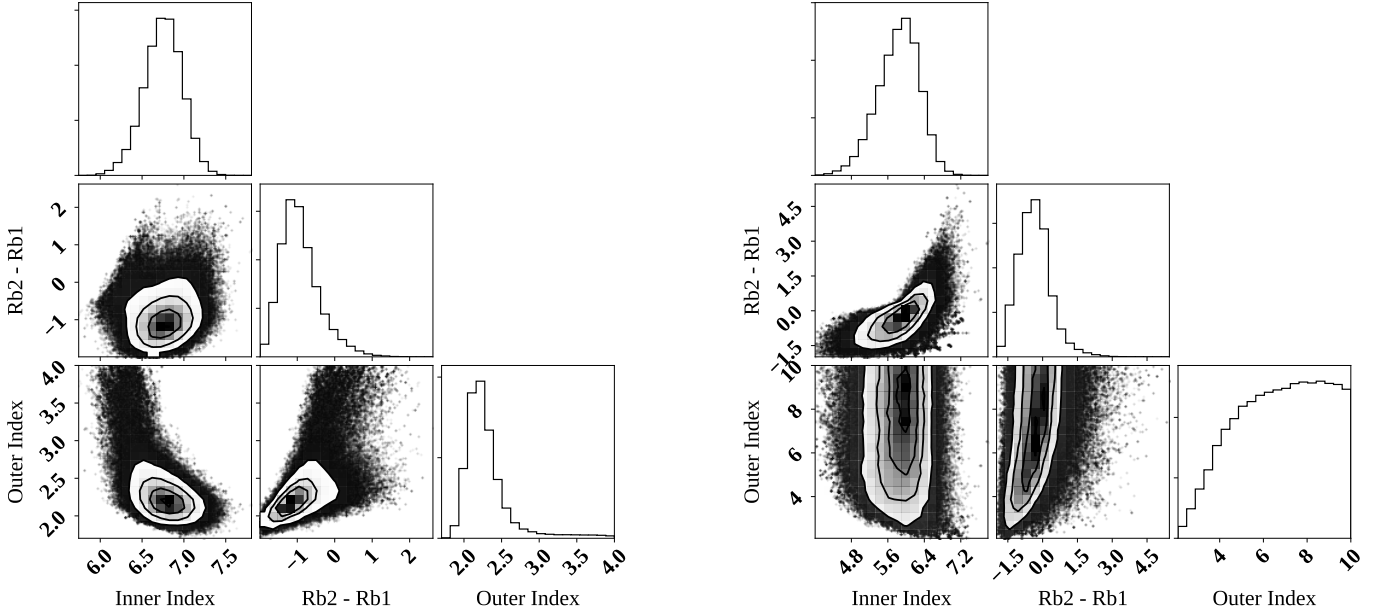 Rb2 - Rb1
2
1
0
−1
Outer Index
4.0
3.5
3.0
2.5
2.0
6.0 6.5 7.0 7.5
Inner Index
−1 0 1 2
Rb2 - Rb1
2.0 2.5 3.0 3.5 4.0
Outer Index
Rb2 - Rb1
4.5
3.0
1.5
0.0
−1.5
Outer Index
10
8
6
4
4.8 5.6 6.4 7.2
Inner Index
−1.5 0.0 1.5 3.0 4.5
Rb2 - Rb1
4 6 8 10
Outer Index